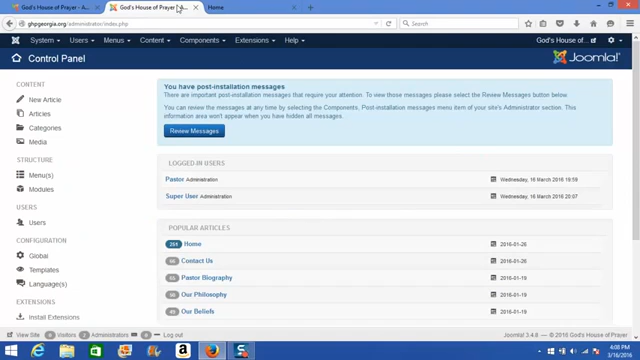 God's House of Prayer - A...
God's House of Prayer - A...
Home
ghpgeorgia.org/administrator/index.php
Search
System
Users
Menus
Content
Components
Extensions
Help
God's House of...
Control Panel
Joomla!
CONTENT
New Article
Articles
Categories
Media
STRUCTURE
Menu(s)
Modules
USERS
Users
CONFIGURATION
Global
Templates
Language(s)
EXTENSIONS
Install Extensions
You have post-installation messages
There are important post-installation messages that require your attention. To view those messages please select the Review Messages button below.
You can review the messages at any time by selecting the Components, Post-installation messages menu item of your site's Administrator section. This
information area won't appear when you have hidden all messages.
Review Messages
LOGGED-IN USERS
Pastor Administration
Wednesday, 16 March 2016 19:59
Super User Administration
Wednesday, 16 March 2016 20:07
POPULAR ARTICLES
251 Home
2016-01-26
66 Contact Us
2016-01-26
Pastor Biography
2016-01-19
Our Philosophy
2016-01-19
49 Our Beliefs
2016-01-19
View Site
0 Visitors
2 Administrators
0
Log out
Joomla! 3.4.8 — © God's House of Prayer 2016
4:08 PM
3/16/2016